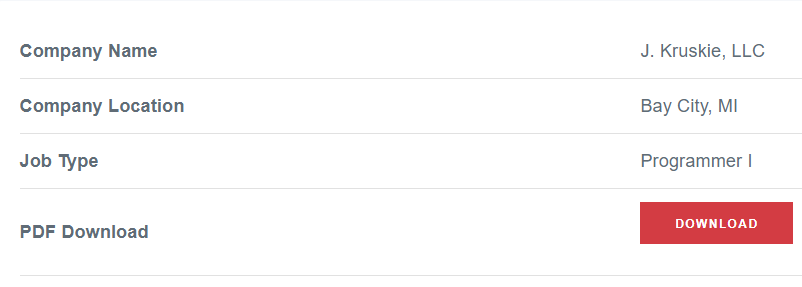 Company Name J. Kruskie, LLC
Company Location Bay City, MI
Job Type Programmer I
PDF Download DOWNLOAD